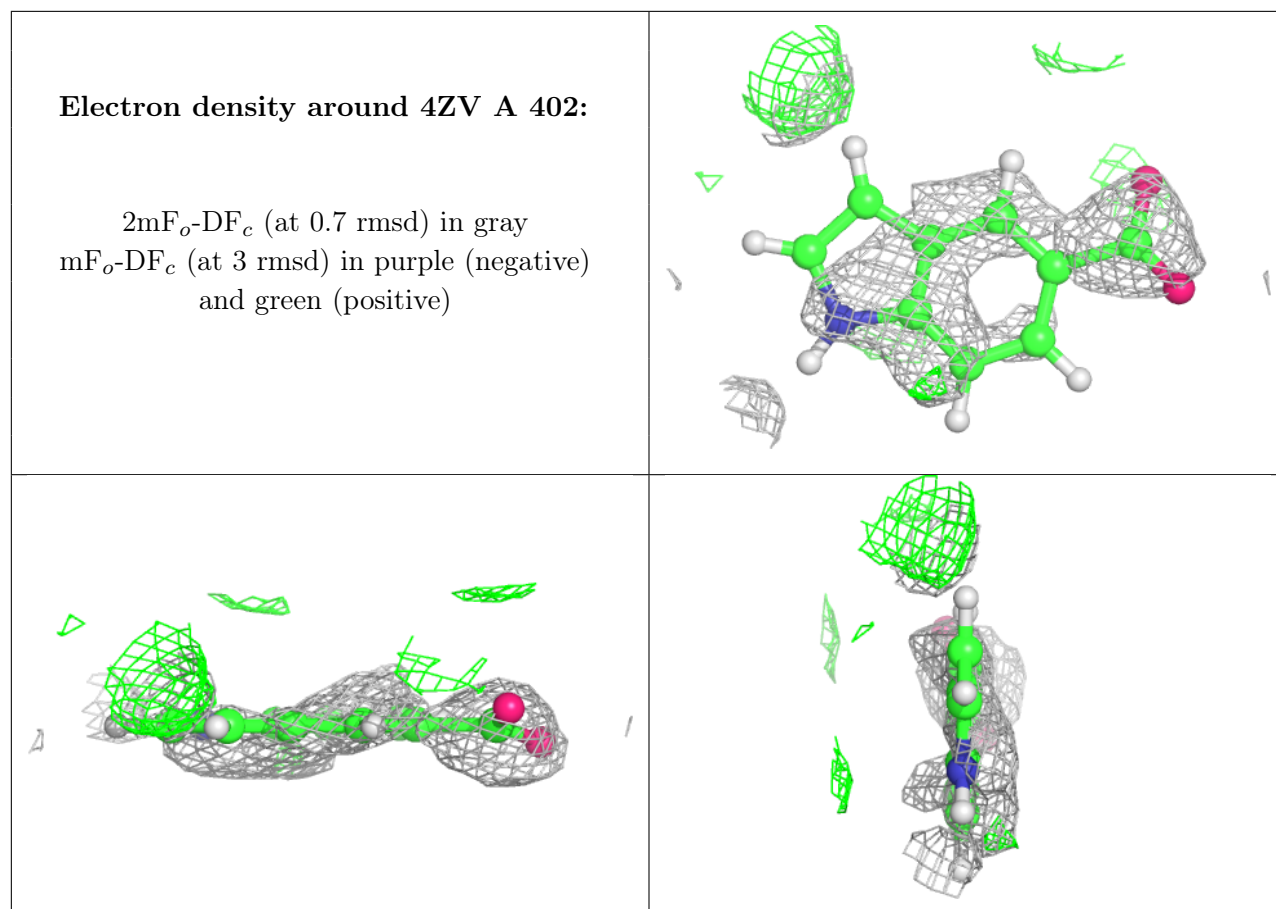 Electron density around 4ZV A 402:
2mFo-DFc (at 0.7 rmsd) in gray
mFo-DFc (at 3 rmsd) in purple (negative)
and green (positive)